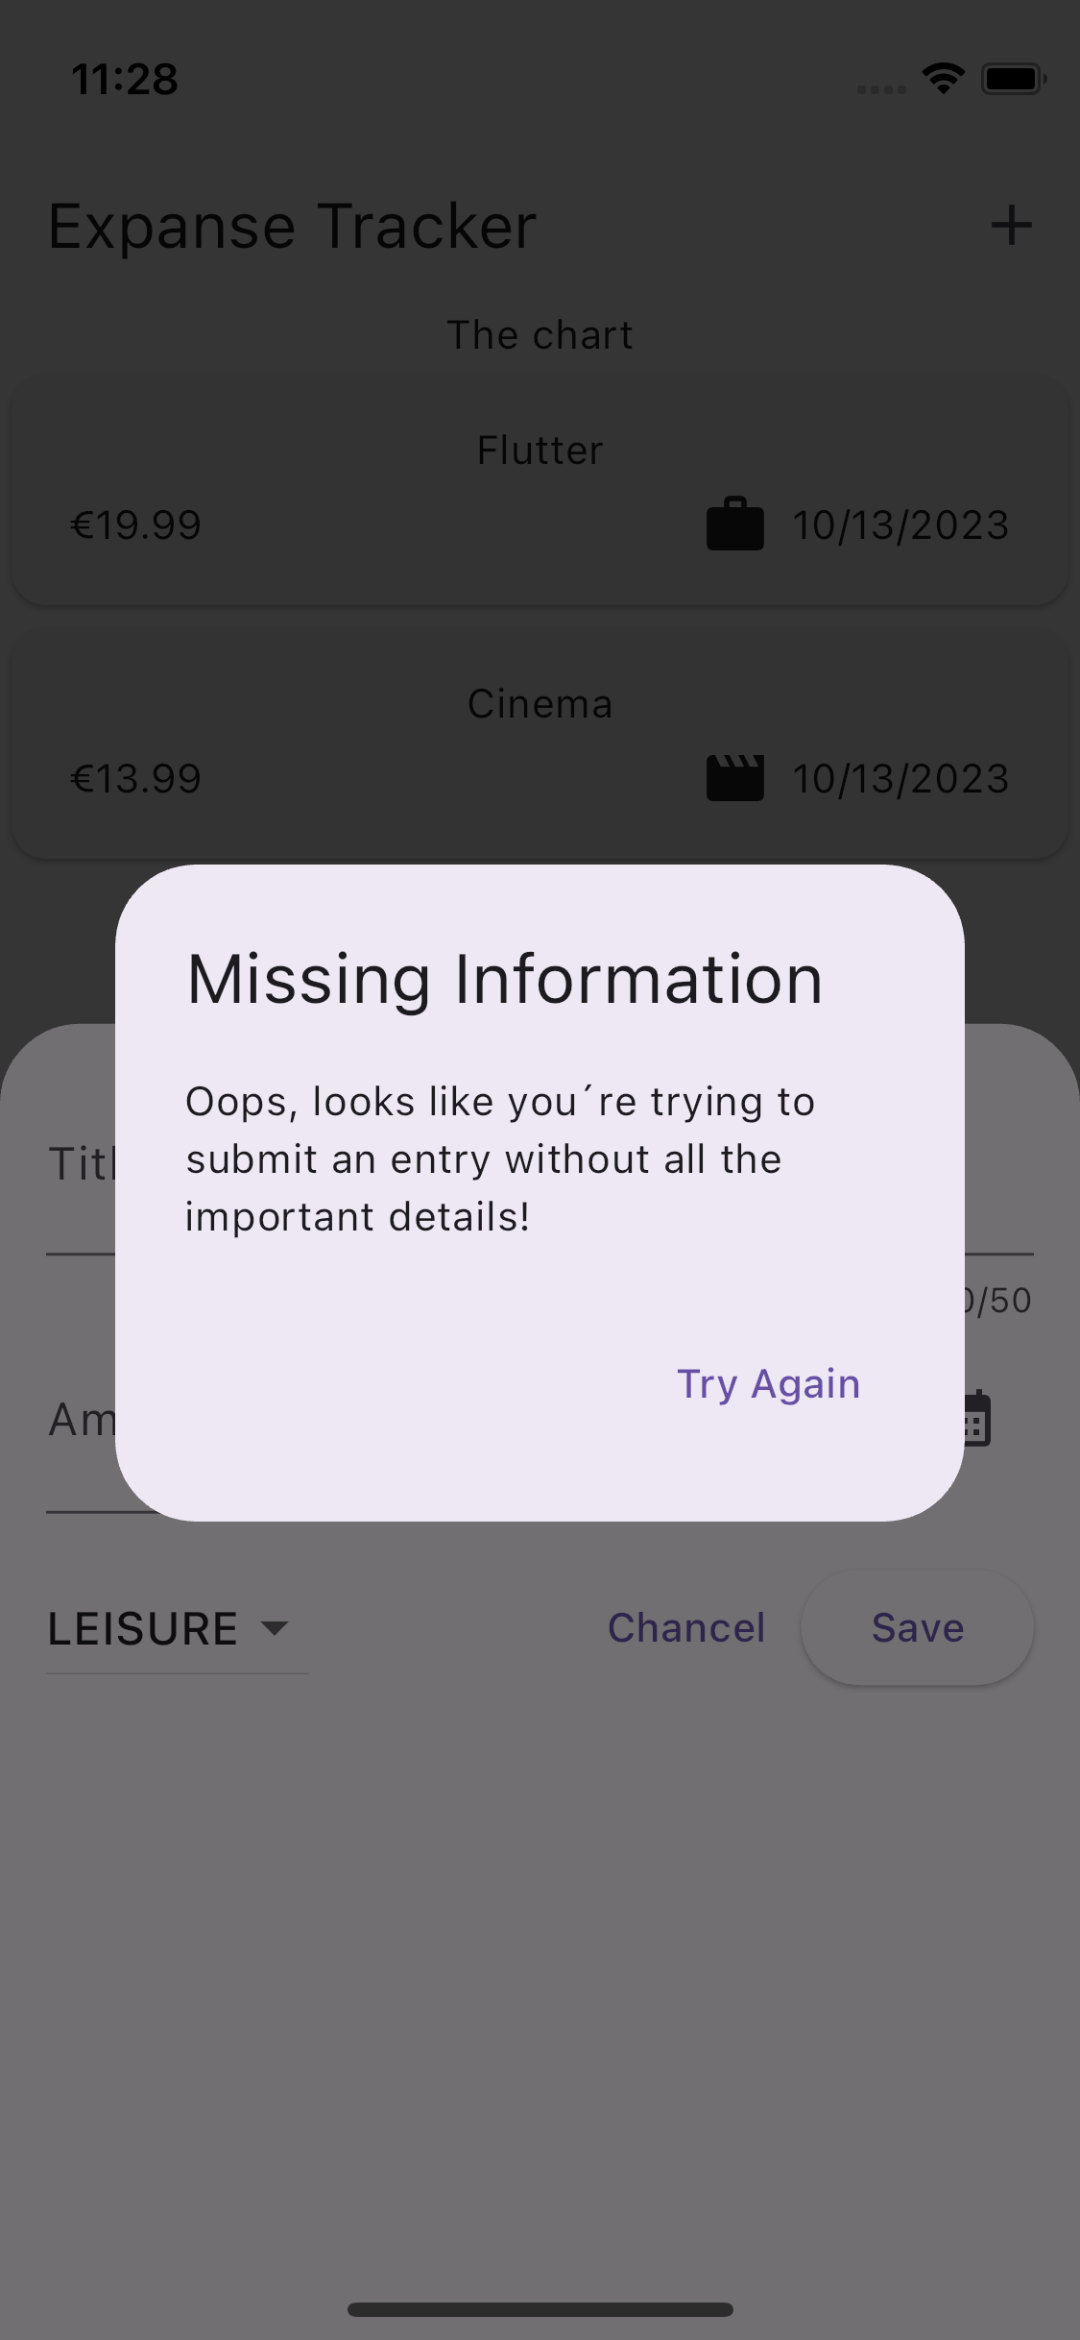 11:28
Expanse Tracker
The chart
Flutter
€19.99 10/13/2023
Cinema
€13.99 10/13/2023
Missing Information
Oops, looks like you´re trying to
submit an entry without all the
important details!
/50
Try Again
LEISURE Chancel Save